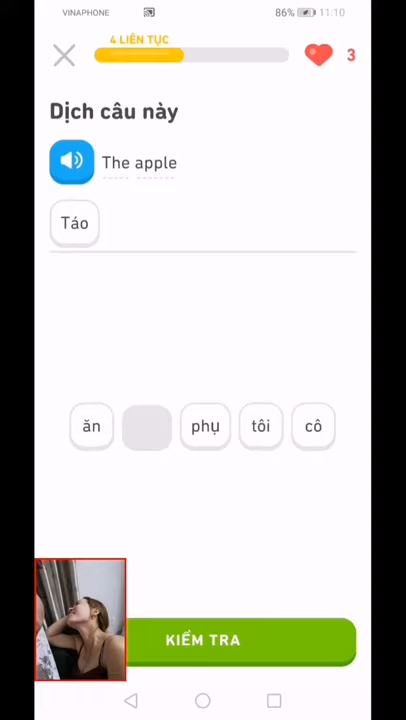 VINAPHONE 86% 11:10
4 LIÊN TỤC
3
Dịch câu này
The apple
Táo
ăn phụ tôi cô
KIỂM TRA